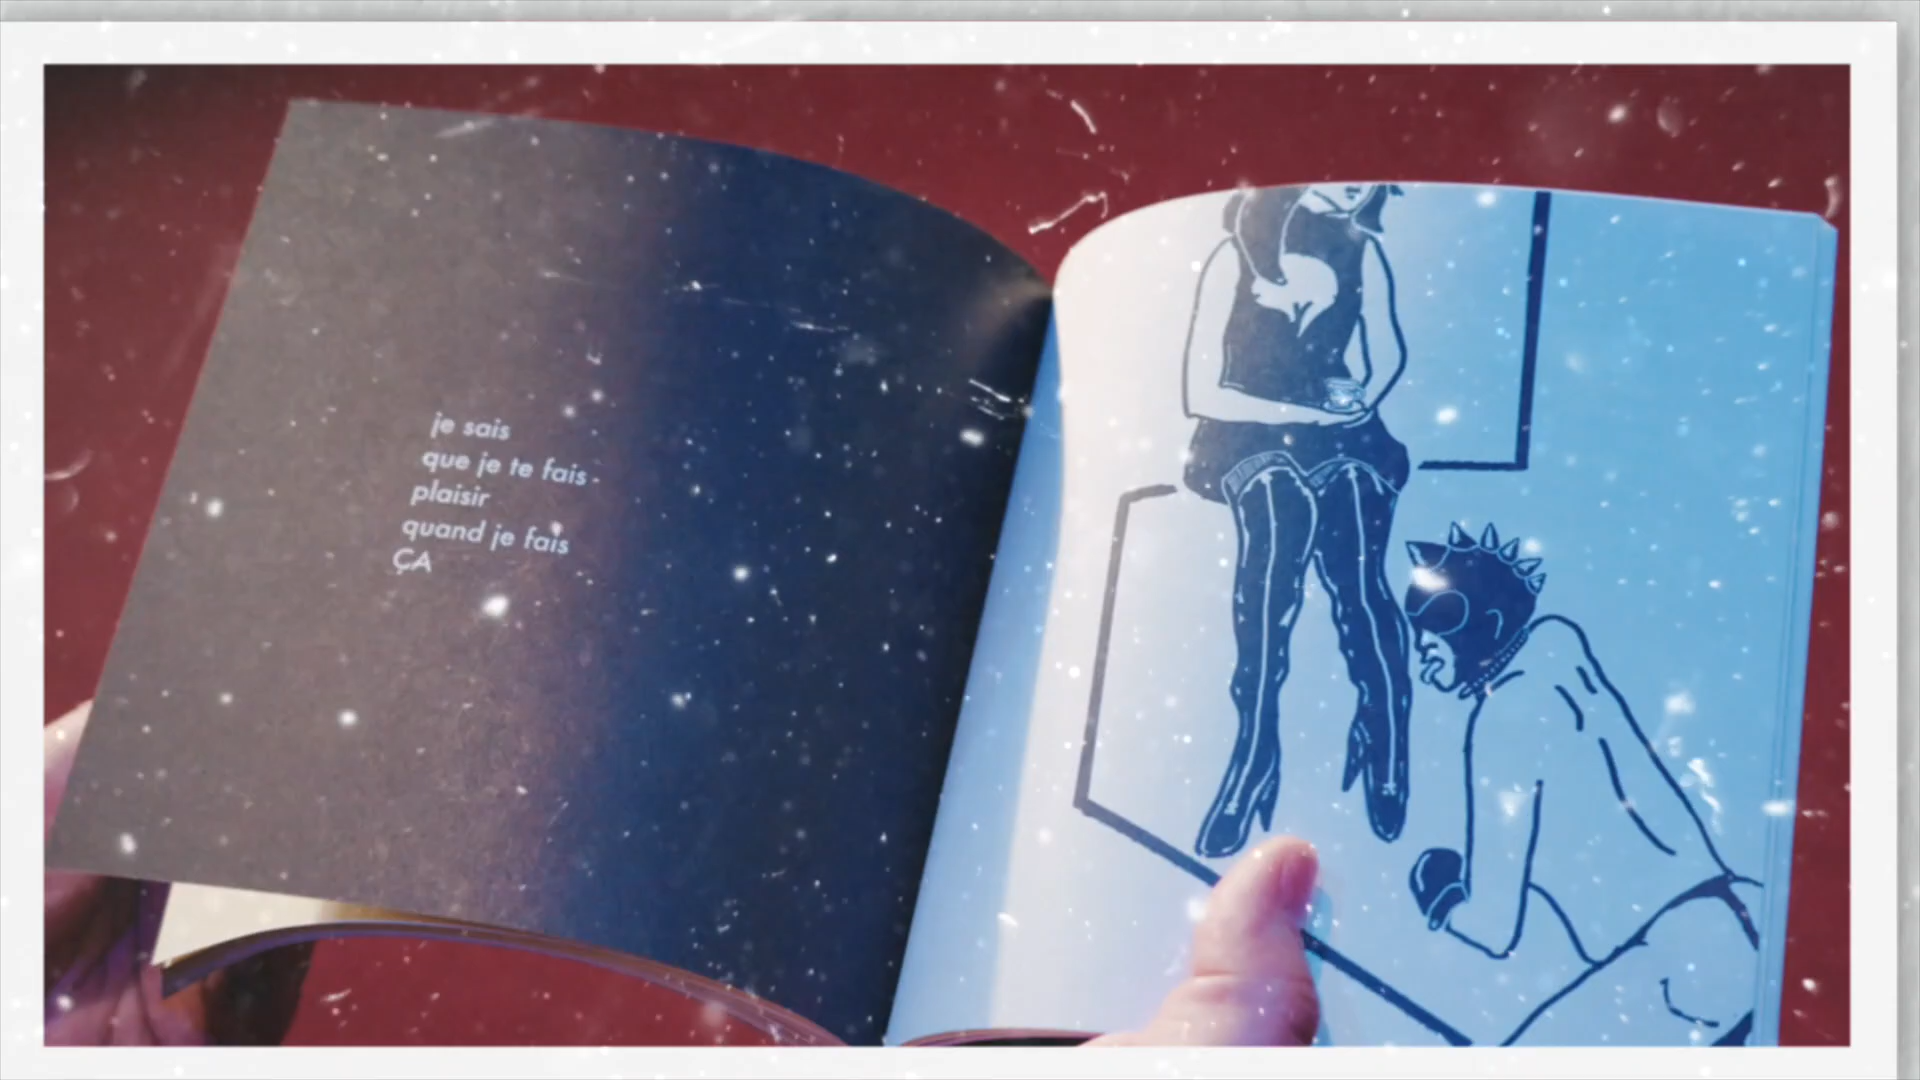 je sais
que je te fais
plaisir
quand je fais
ÇA